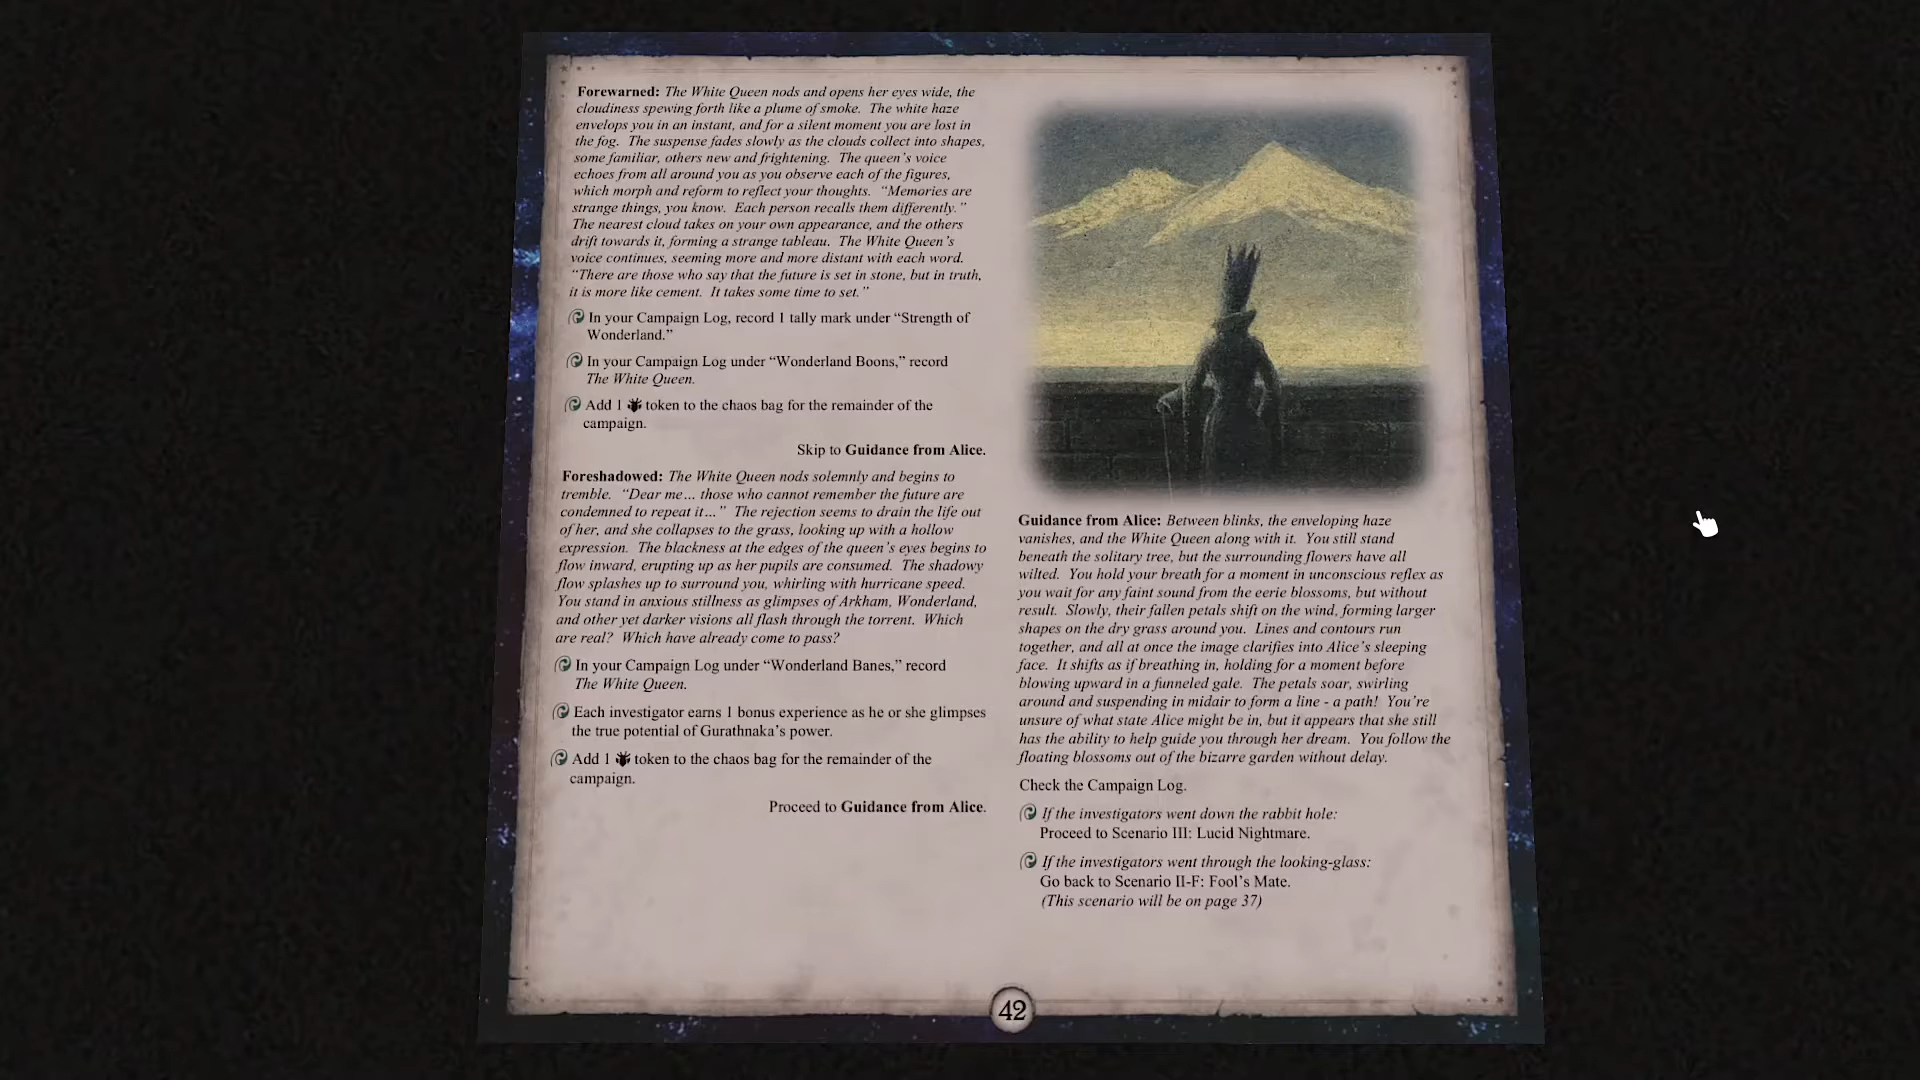 Forewarned: The White Queen nods and opens her eyes wide, the
cloudiness spewing forth like a plume of smoke. The white haze
envelops you in an instant, and for a silent moment you are lost in
the fog. The suspense fades slowly as the clouds collect into shapes,
some familiar, others new and frightening. The queen's voice
echoes from all around you as you observe each of the figures,
which morph and reform to reflect your thoughts. “Memories are
strange things, you know. Each person recalls them differently.”
The nearest cloud takes on your own appearance, and the others
drift towards it, forming a strange tableau. The White Queen's
voice continues, seeming more and more distant with each word.
“There are those who say that the future is set in stone, but in truth,
it is more like cement. It takes some time to set.”
In your Campaign Log, record 1 tally mark under “Strength of
Wonderland.”
In your Campaign Log under “Wonderland Boons,” record
The White Queen.
Add 1 token to the chaos bag for the remainder of the
campaign.
Skip to Guidance from Alice.
Foreshadowed: The White Queen nods solemnly and begins to
tremble. “Dear me… those who cannot remember the future are
condemned to repeat it…” The rejection seems to drain the life out
of her, and she collapses to the grass, looking up with a hollow
expression. The blackness at the edges of the queen's eyes begins to
flow inward, erupting up as her pupils are consumed. The shadowy
flow splashes up to surround you, whirling with hurricane speed.
You stand in anxious stillness as glimpses of Arkham, Wonderland,
and other yet darker visions all flash through the torrent. Which
are real? Which have already come to pass?
In your Campaign Log under “Wonderland Banes,” record
The White Queen.
Each investigator earns 1 bonus experience as he or she glimpses
the true potential of Gurathnaka's power.
Add 1 token to the chaos bag for the remainder of the
campaign.
Proceed to Guidance from Alice.
Guidance from Alice: Between blinks, the enveloping haze
vanishes, and the White Queen along with it. You still stand
beneath the solitary tree, but the surrounding flowers have all
wilted. You hold your breath for a moment in unconscious reflex as
you wait for any faint sound from the eerie blossoms, but without
result. Slowly, their fallen petals shift on the wind, forming larger
shapes on the dry grass around you. Lines and contours run
together, and all at once the image clarifies into Alice's sleeping
face. It shifts as if breathing in, holding for a moment before
blowing upward in a funneled gale. The petals soar, swirling
around and suspending in midair to form a line - a path! You're
unsure of what state Alice might be in, but it appears that she still
has the ability to help guide you through her dream. You follow the
floating blossoms out of the bizarre garden without delay.
Check the Campaign Log.
If the investigators went down the rabbit hole:
Proceed to Scenario III: Lucid Nightmare.
If the investigators went through the looking-glass:
Go back to Scenario II-F: Fool's Mate.
(This scenario will be on page 37)
42